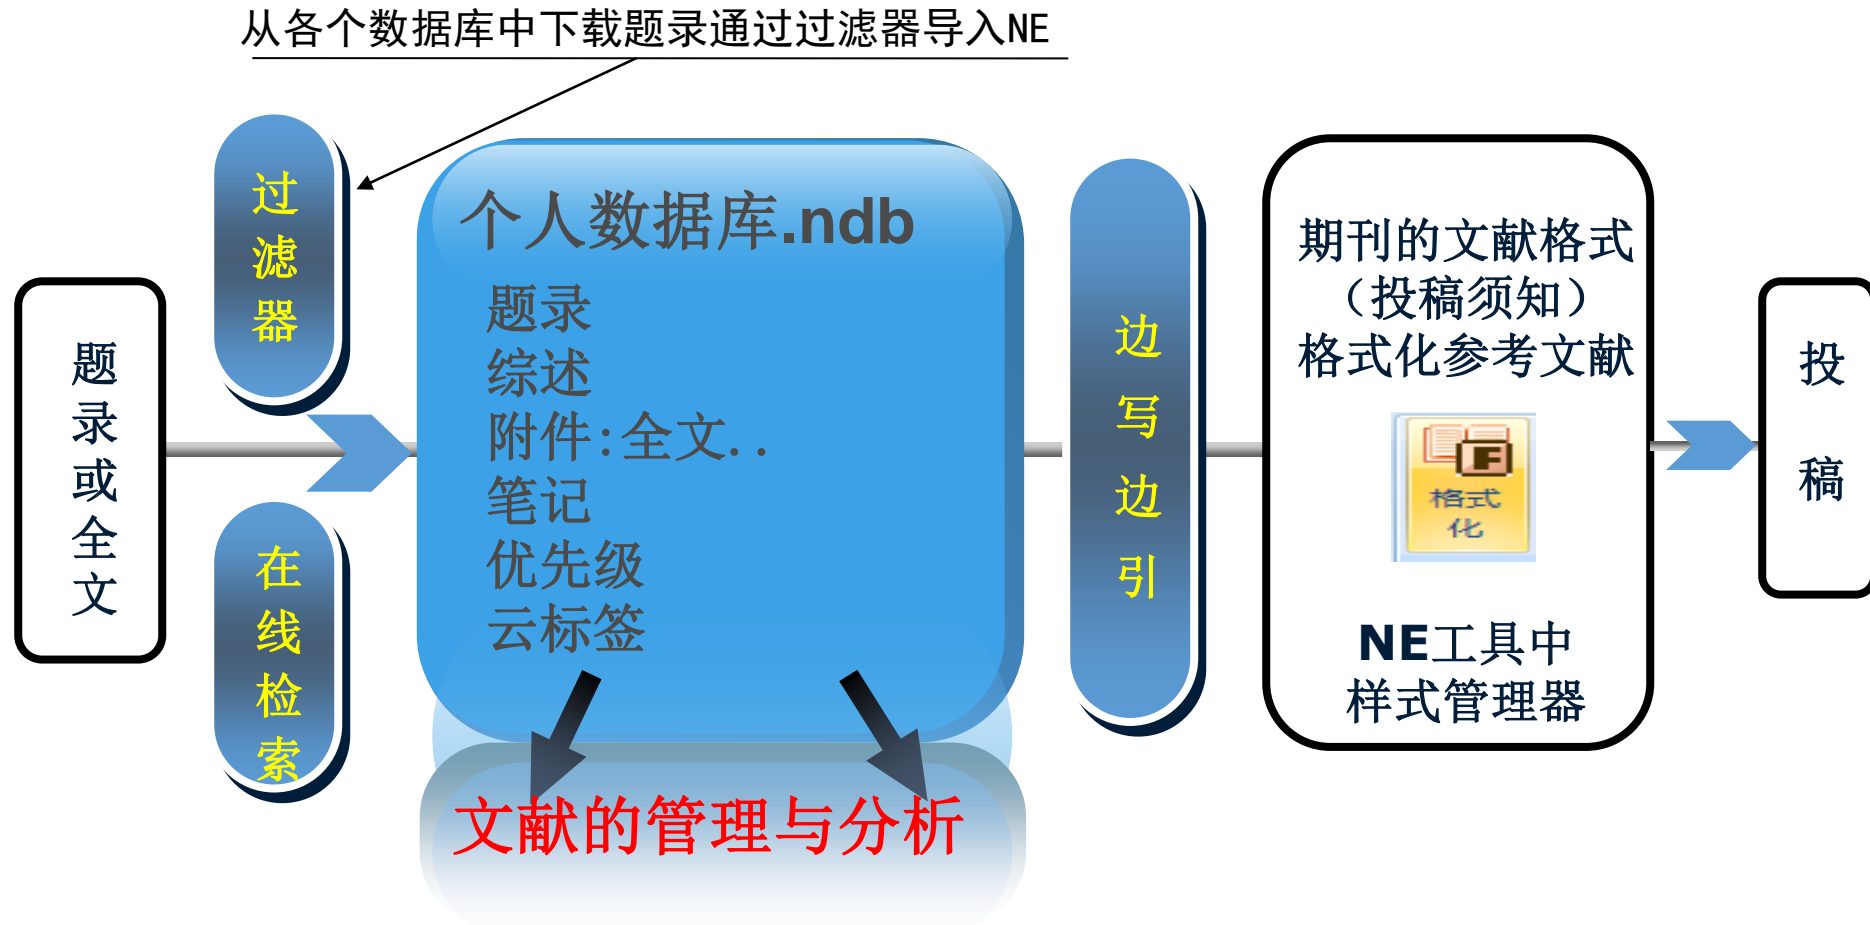 从各个数据库中下载题录通过过滤器导入NE
题录或全文
过滤器
在线检索
个人数据库.ndb
题录
综述
附件:全文..
笔记
优先级
云标签
文献的管理与分析
边写边引
期刊的文献格式
（投稿须知）
格式化参考文献
F
格式
化
NE工具中
样式管理器
投稿